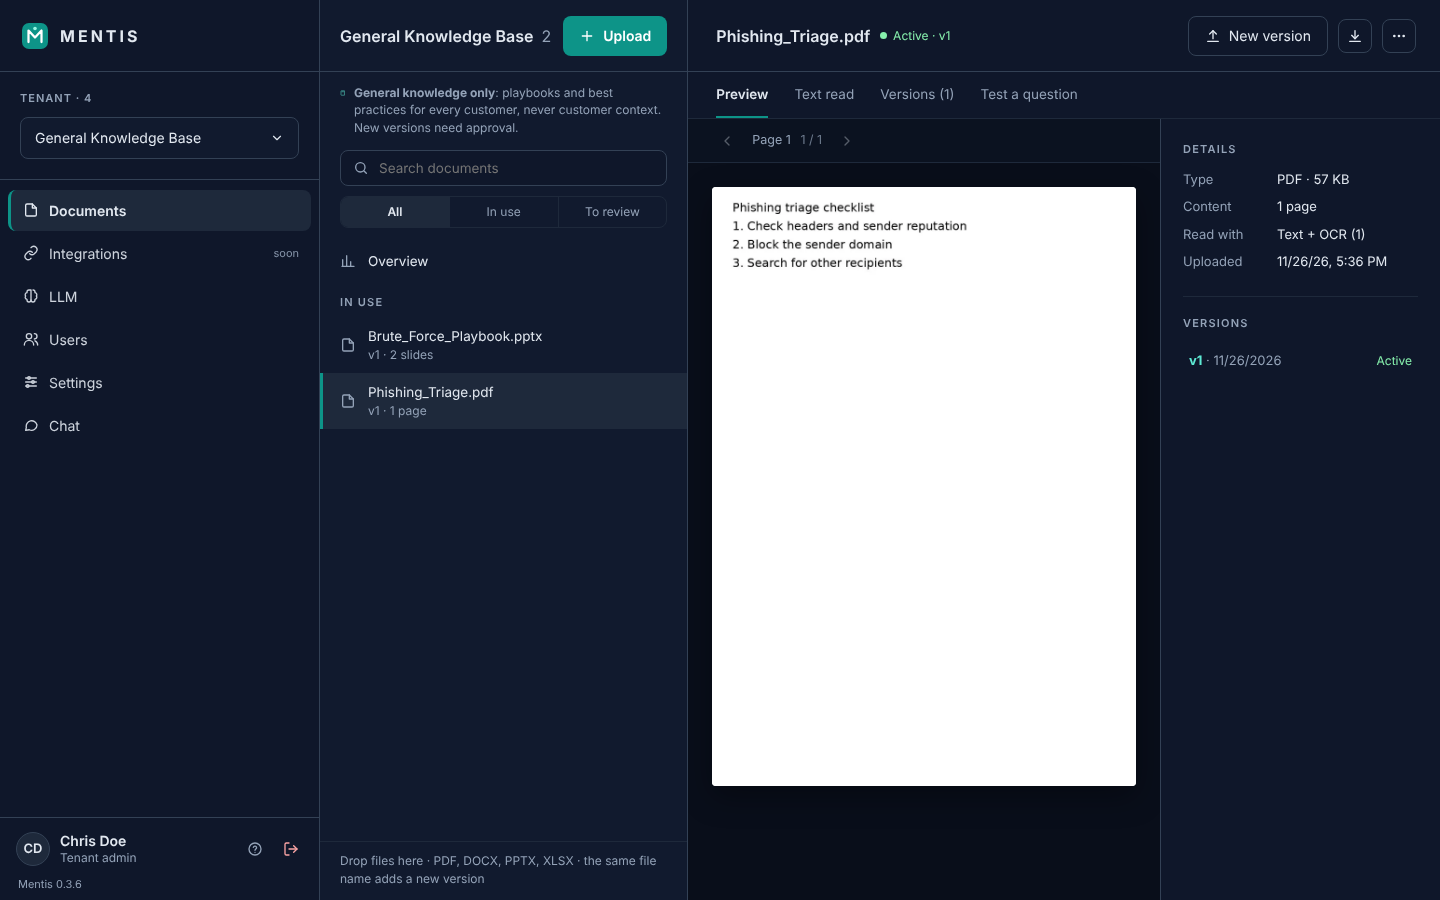 MENTIS
TENANT · 4
General Knowledge Base
Documents
Integrations soon
LLM
Users
Settings
Chat
CD
Chris Doe
Tenant admin
Mentis 0.3.6
General Knowledge Base 2
Upload
General knowledge only: playbooks and best
practices for every customer, never customer context.
New versions need approval.
Search documents
All In use To review
Overview
IN USE
Brute_Force_Playbook.pptx
v1 · 2 slides
Phishing_Triage.pdf
v1 · 1 page
Drop files here · PDF, DOCX, PPTX, XLSX · the same file
name adds a new version
Phishing_Triage.pdf Active · v1
New version
Preview Text read Versions (1) Test a question
Page 1 1 / 1
Phishing triage checklist
1. Check headers and sender reputation
2. Block the sender domain
3. Search for other recipients
DETAILS
Type PDF · 57 KB
Content 1 page
Read with Text + OCR (1)
Uploaded 11/26/26, 5:36 PM
VERSIONS
v1 · 11/26/2026 Active